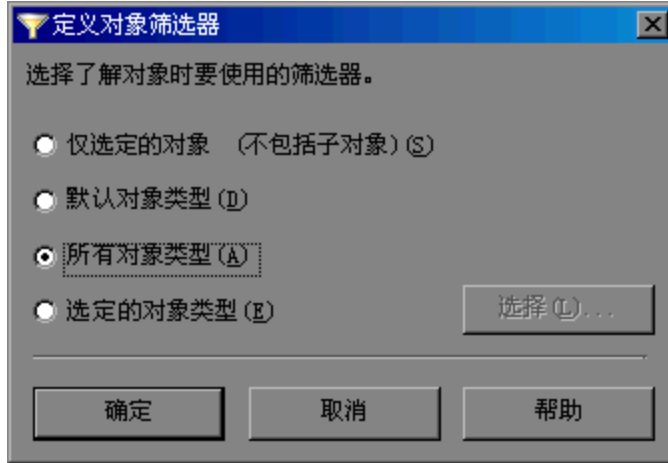 定义对象筛选器
选择了解对象时要使用的筛选器。
仅选定的对象 (不包括子对象)(S)
默认对象类型(D)
所有对象类型(A)
选定的对象类型(E)
选择(L)...
确定 取消 帮助